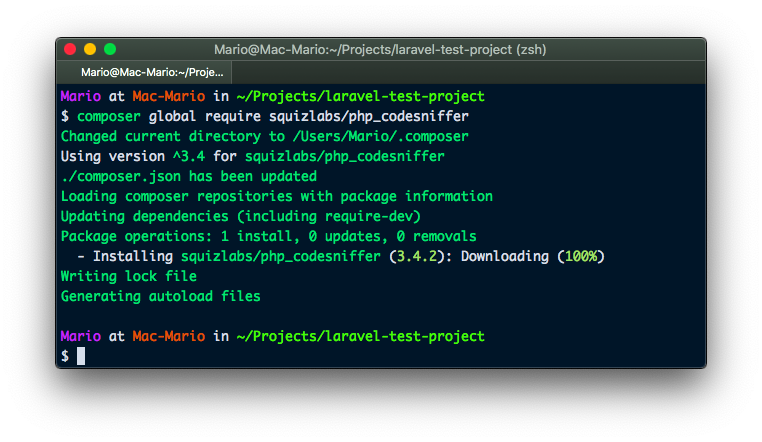 Mario@Mac-Mario:~/Projects/laravel-test-project (zsh)
Mario@Mac-Mario:~/Proje...
Mario at Mac-Mario in ~/Projects/laravel-test-project
$ composer global require squizlabs/php_codesniffer
Changed current directory to /Users/Mario/.composer
Using version ^3.4 for squizlabs/php_codesniffer
./composer.json has been updated
Loading composer repositories with package information
Updating dependencies (including require-dev)
Package operations: 1 install, 0 updates, 0 removals
  - Installing squizlabs/php_codesniffer (3.4.2): Downloading (100%)
Writing lock file
Generating autoload files
Mario at Mac-Mario in ~/Projects/laravel-test-project
$